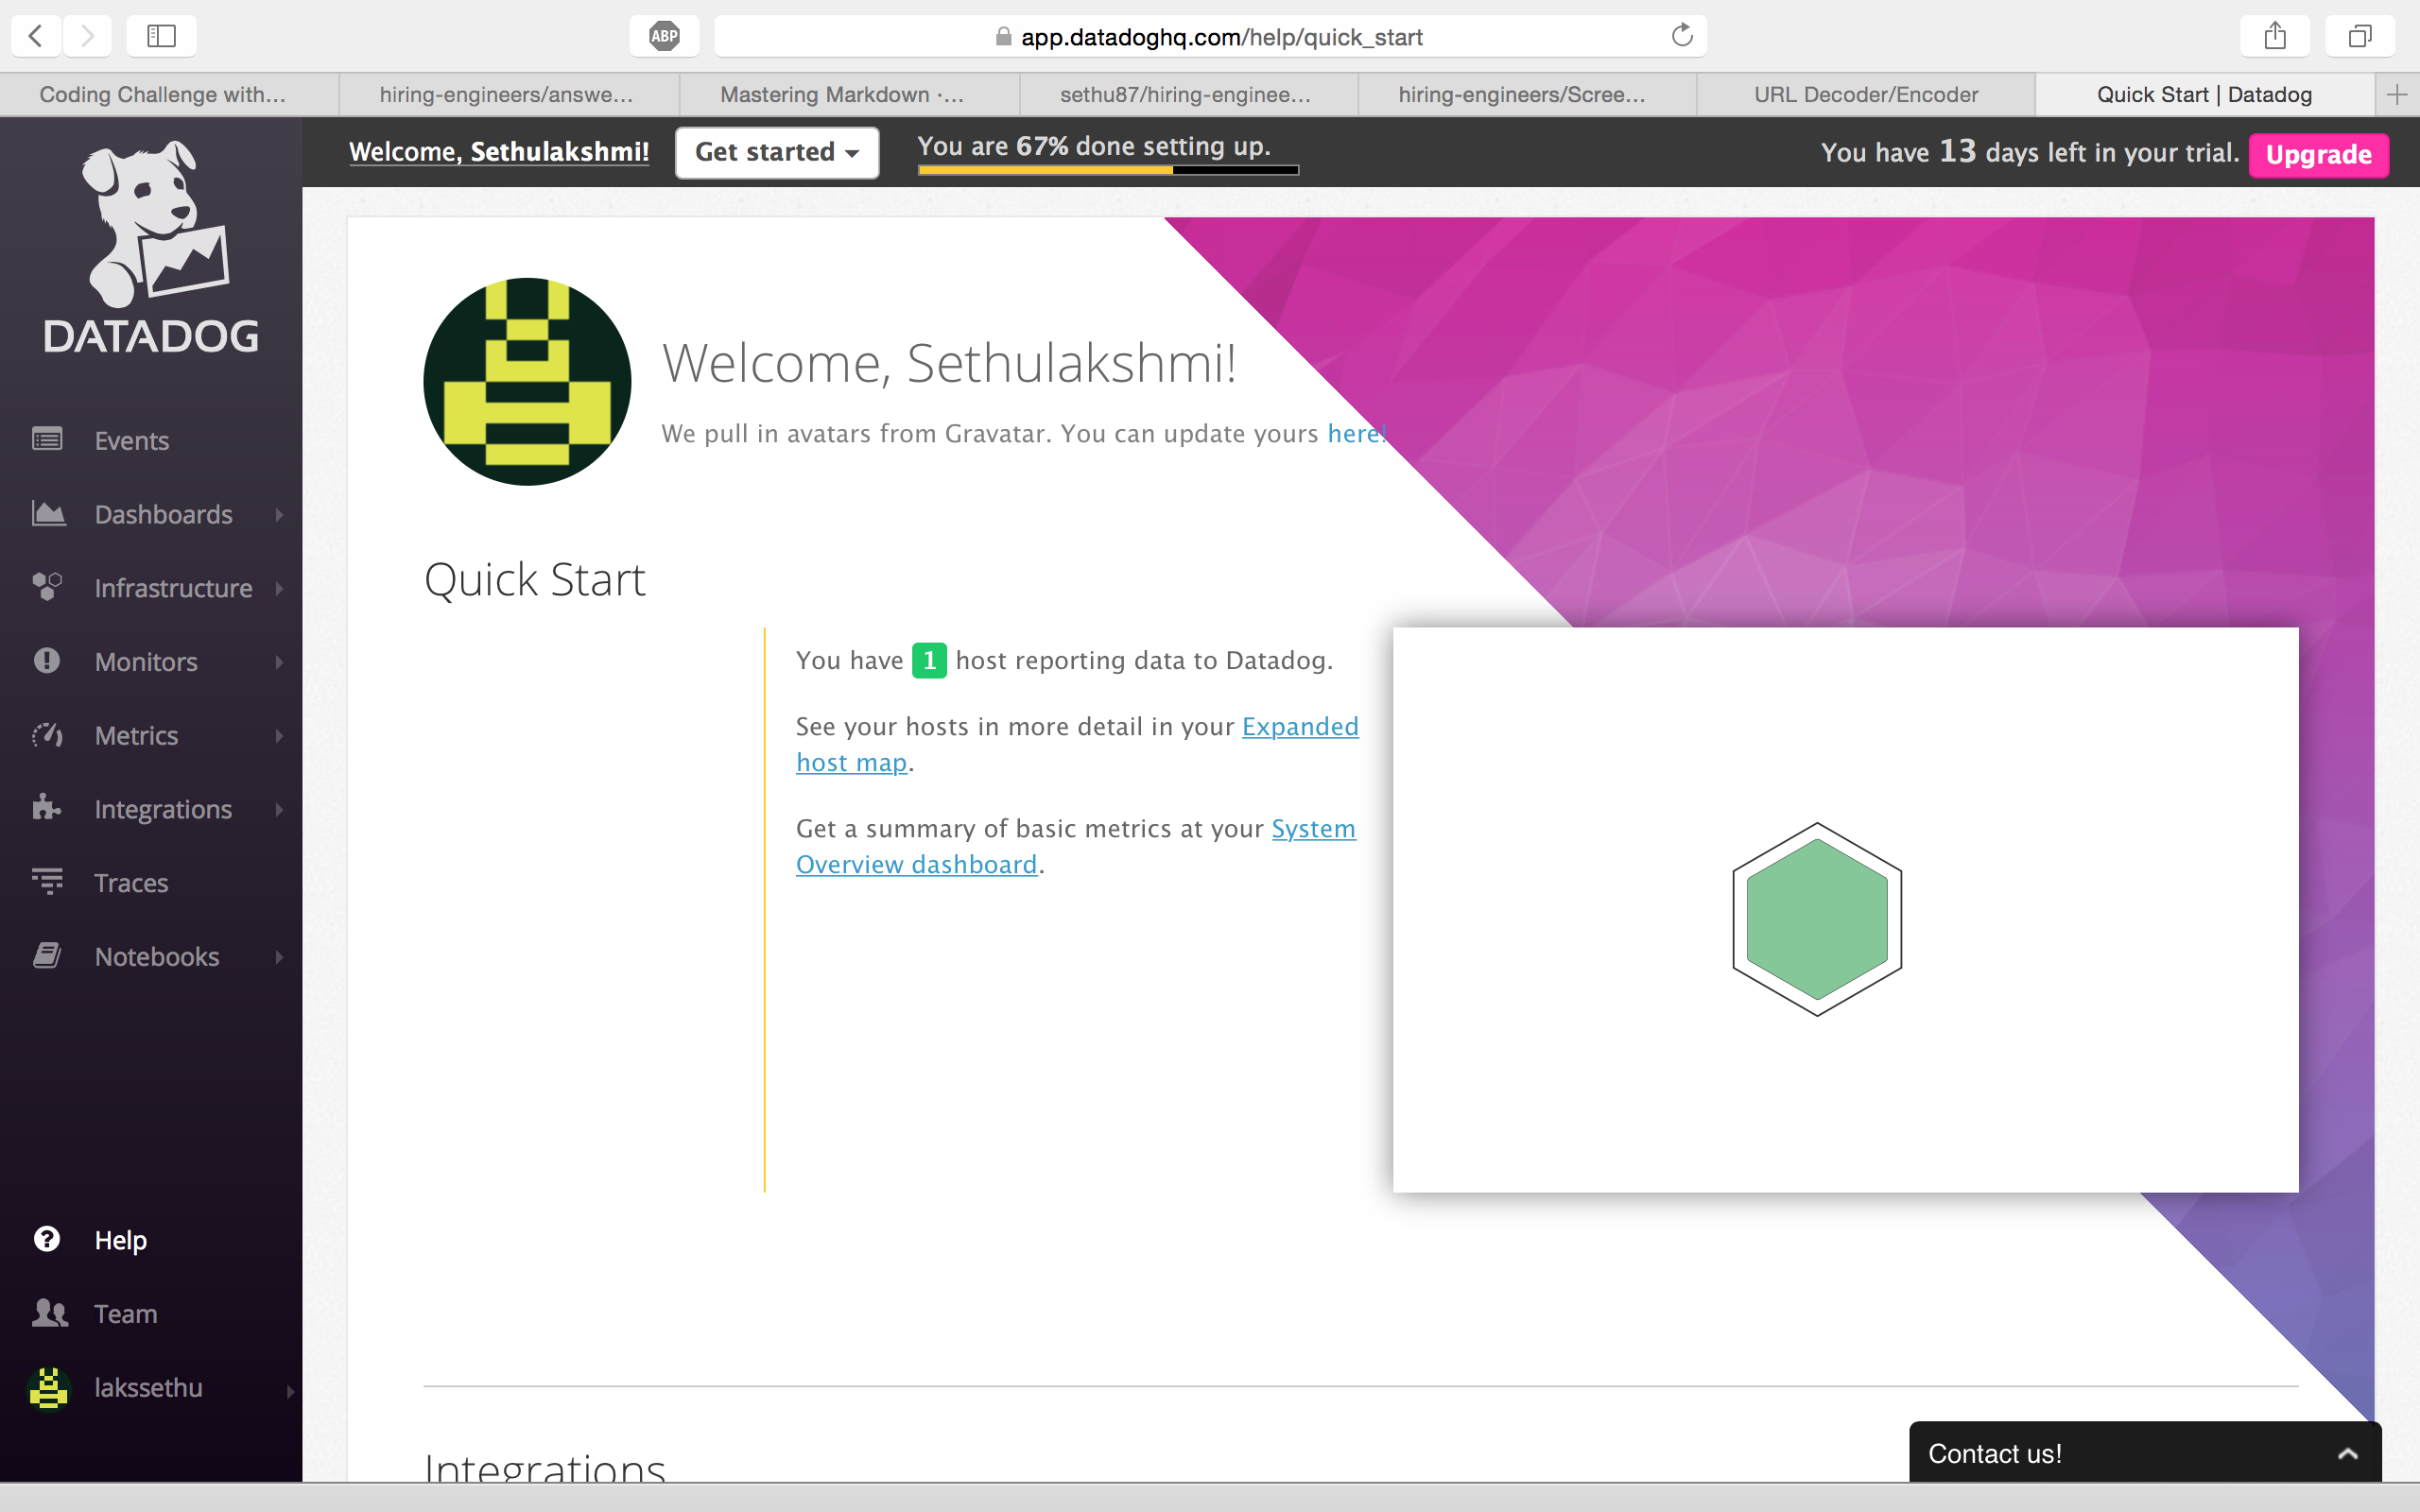 ABP
app.datadoghq.com/help/quick_start
Coding Challenge with...
hiring-engineers/answe...
Mastering Markdown ·...
sethu87/hiring-enginee...
hiring-engineers/Scree...
URL Decoder/Encoder
Quick Start | Datadog
DATADOG
Welcome, Sethulakshmi!
Get started
You are 67% done setting up.
You have 13 days left in your trial.
Upgrade
Events
Dashboards
Infrastructure
Monitors
Metrics
Integrations
Traces
Notebooks
Help
Team
lakssethu
Welcome, Sethulakshmi!
We pull in avatars from Gravatar. You can update yours here!
Quick Start
You have 1 host reporting data to Datadog.
See your hosts in more detail in your Expanded
host map.
Get a summary of basic metrics at your System
Overview dashboard.
Integrations
Contact us!